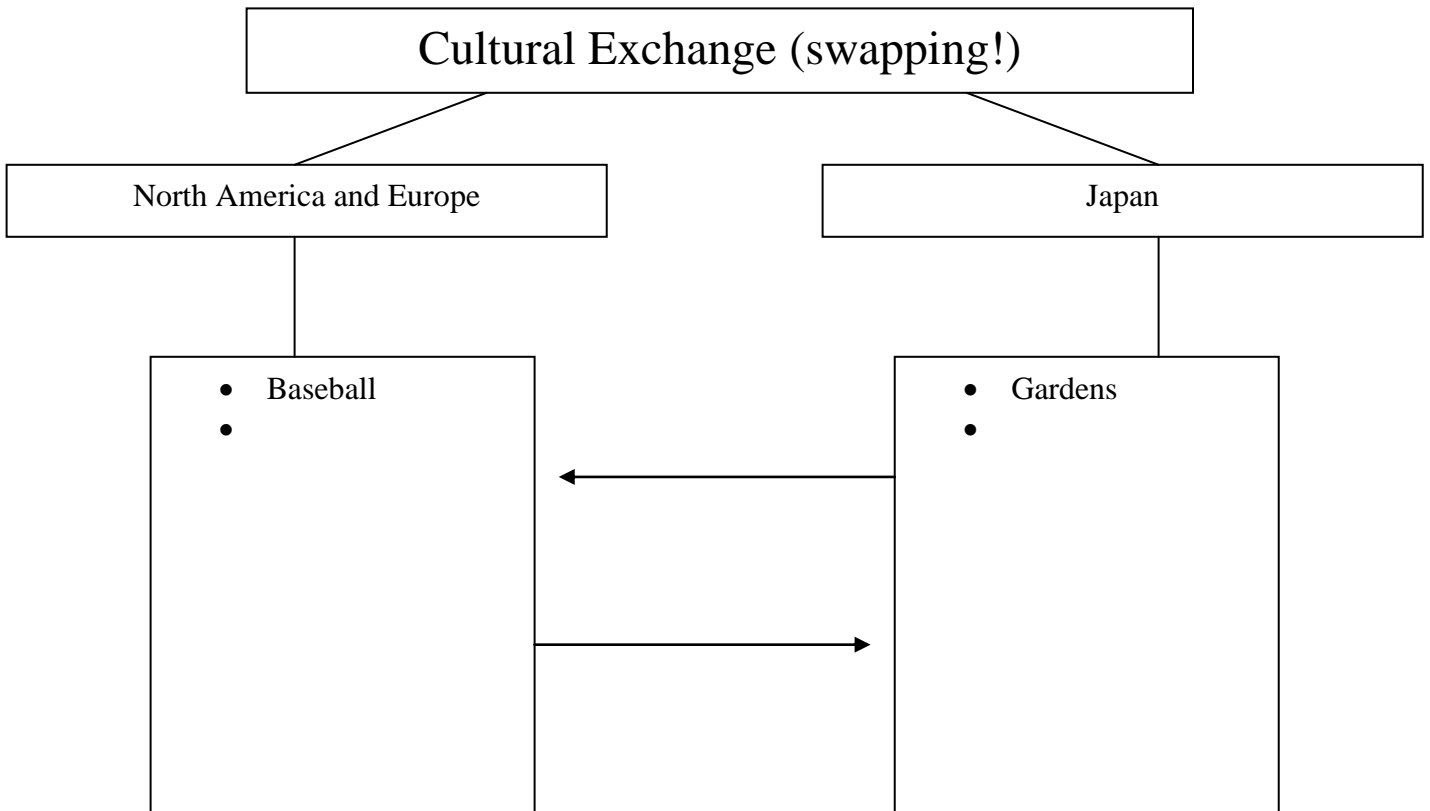 Cultural Exchange (swapping!)
North America and Europe
Japan
• Baseball
•
• Gardens
•